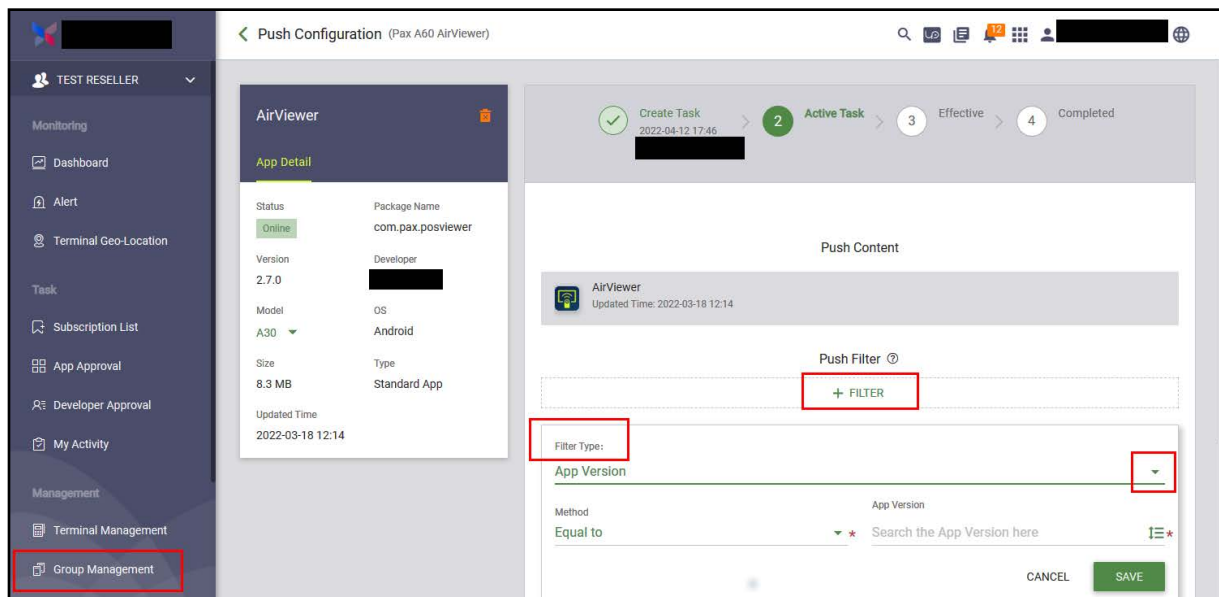 Push Configuration (Pax A60 AirViewer)
12
TEST RESELLER
Monitoring
Dashboard
Alert
Terminal Geo-Location
Task
Subscription List
App Approval
Developer Approval
My Activity
Management
Terminal Management
Group Management
AirViewer
App Detail
Status
Package Name
Online
com.pax.posviewer
Version
Developer
2.7.0
Model
OS
A30
Android
Size
Type
8.3 MB
Standard App
Updated Time
2022-03-18 12:14
Create Task
2022-04-12 17:46
2
Active Task
3
Effective
4
Completed
Push Content
AirViewer
Updated Time: 2022-03-18 12:14
Push Filter ?
+ FILTER
Filter Type:
App Version
Method
App Version
Equal to
*
Search the App Version here
*
CANCEL
SAVE